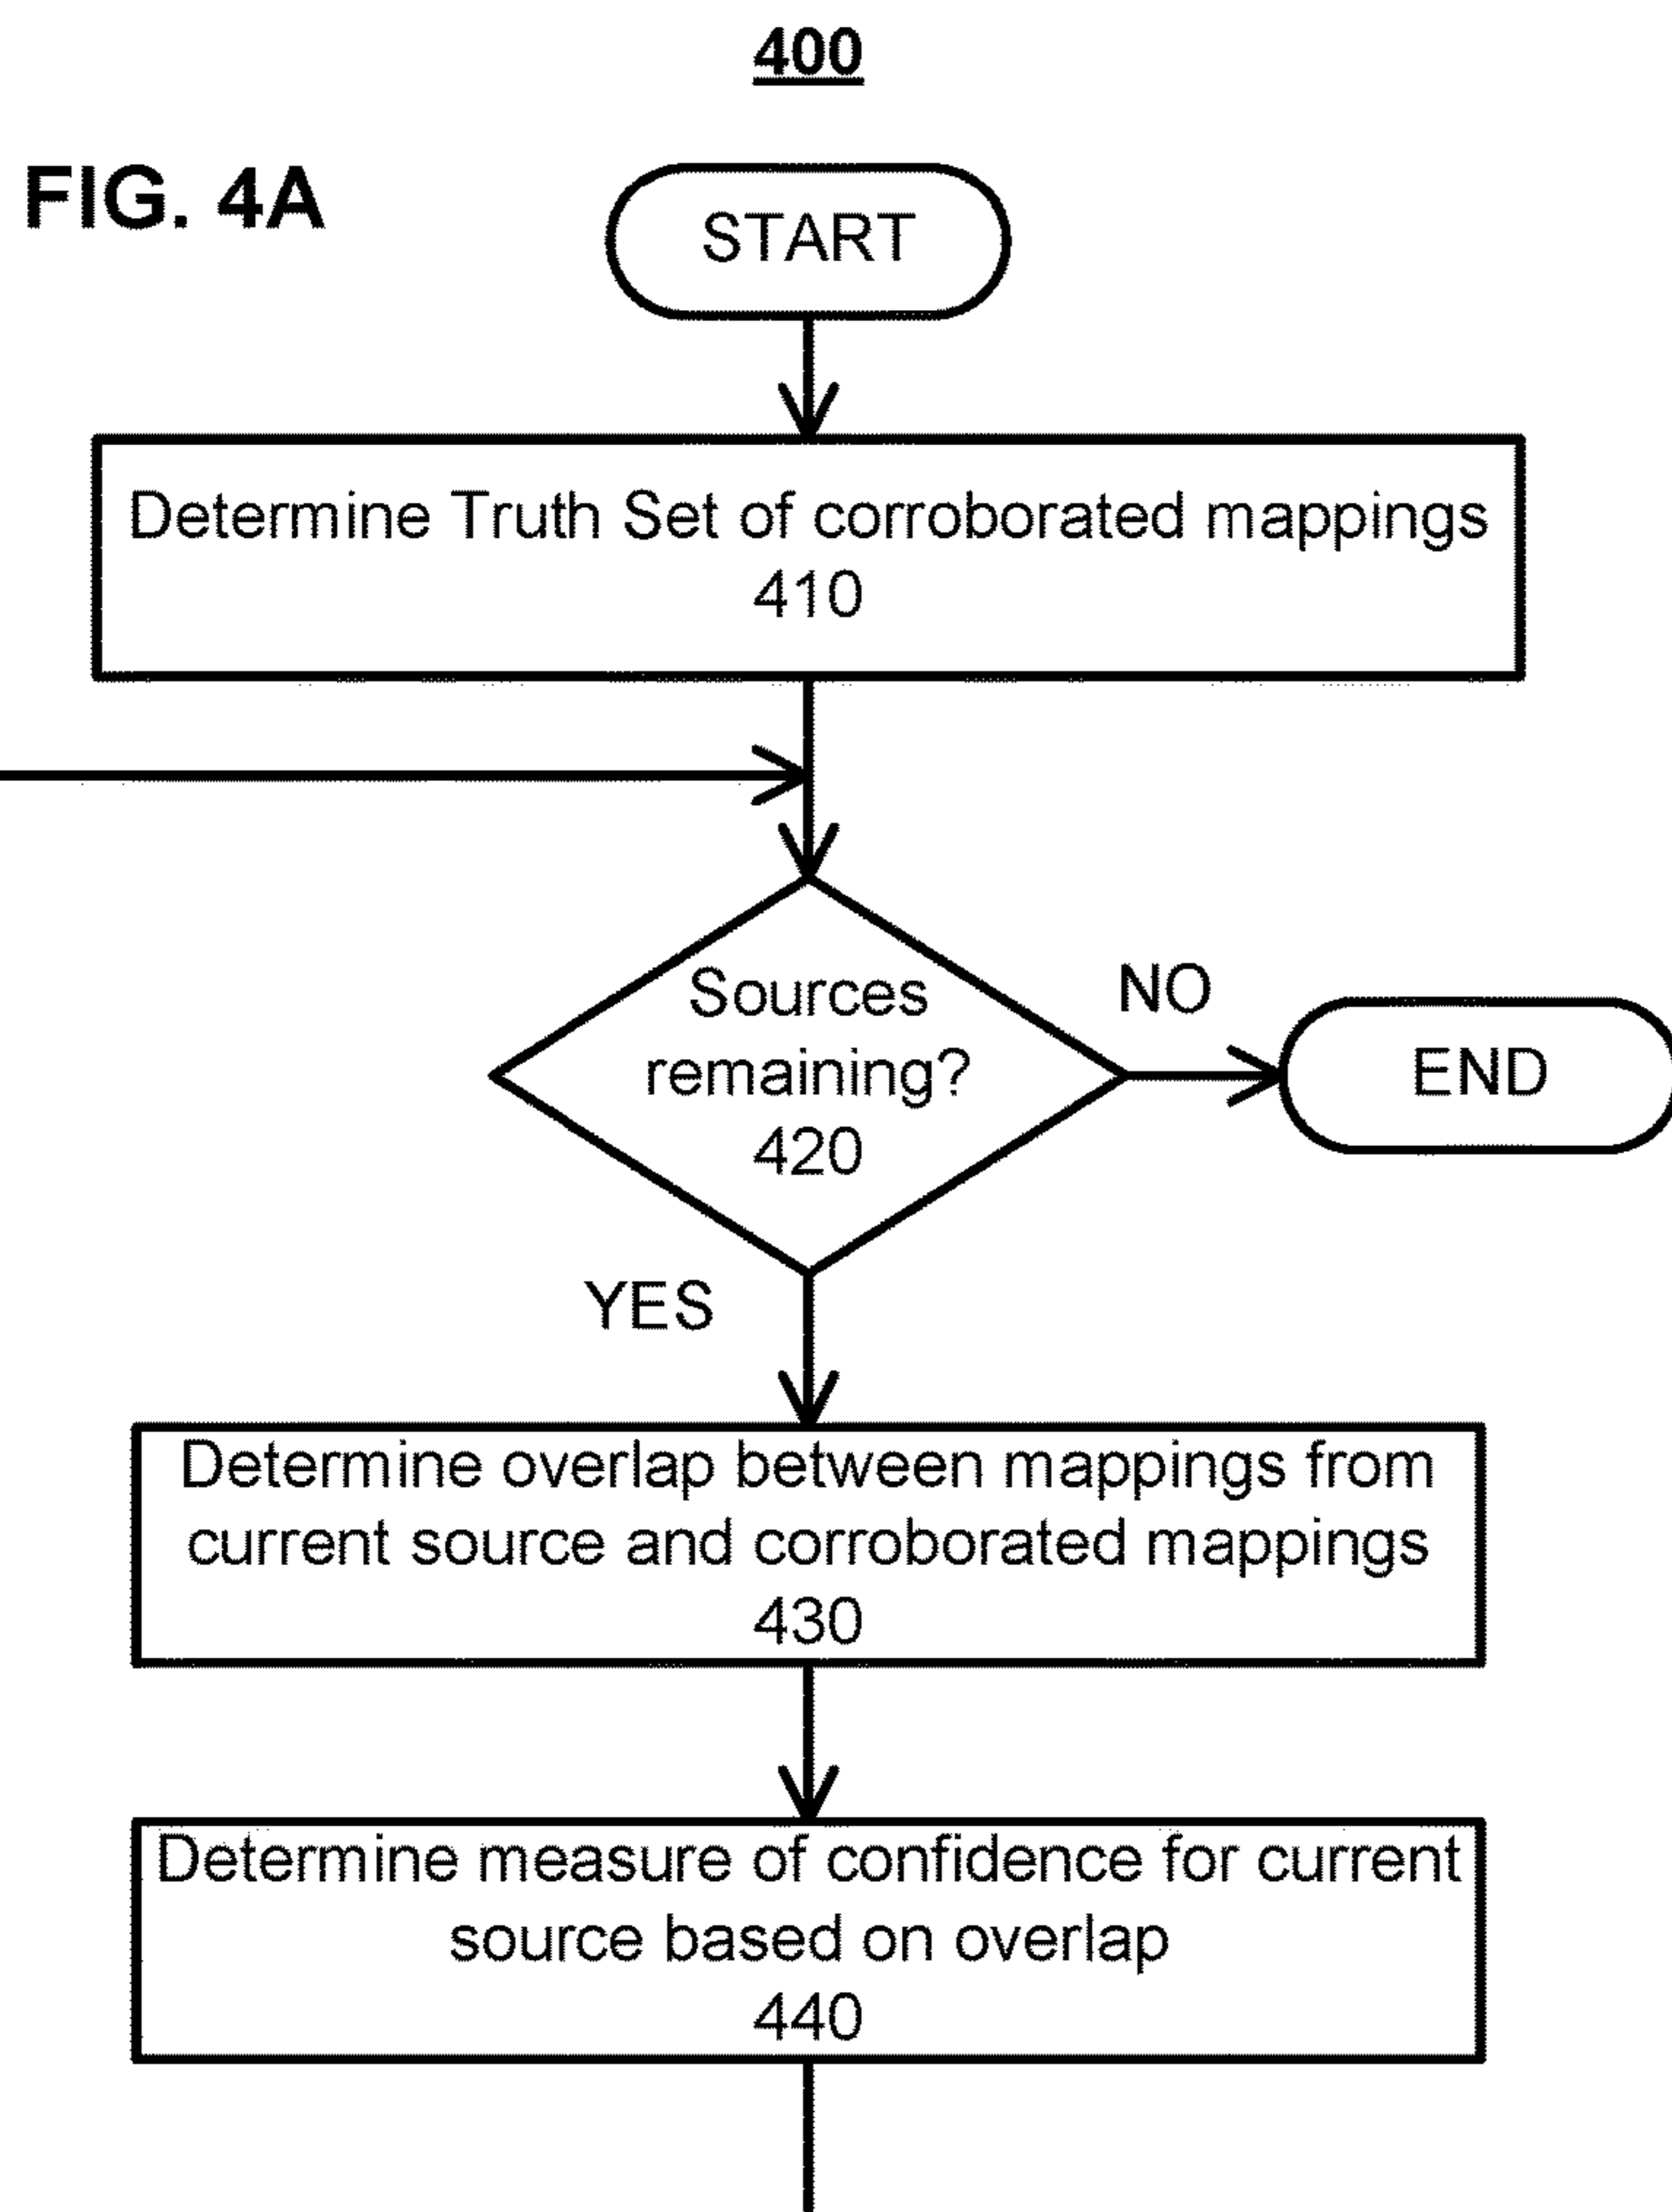 400
FIG. 4A
START
Determine Truth Set of corroborated mappings
410
Sources
remaining?
420
NO
END
YES
Determine overlap between mappings from
current source and corroborated mappings
430
Determine measure of confidence for current
source based on overlap
440